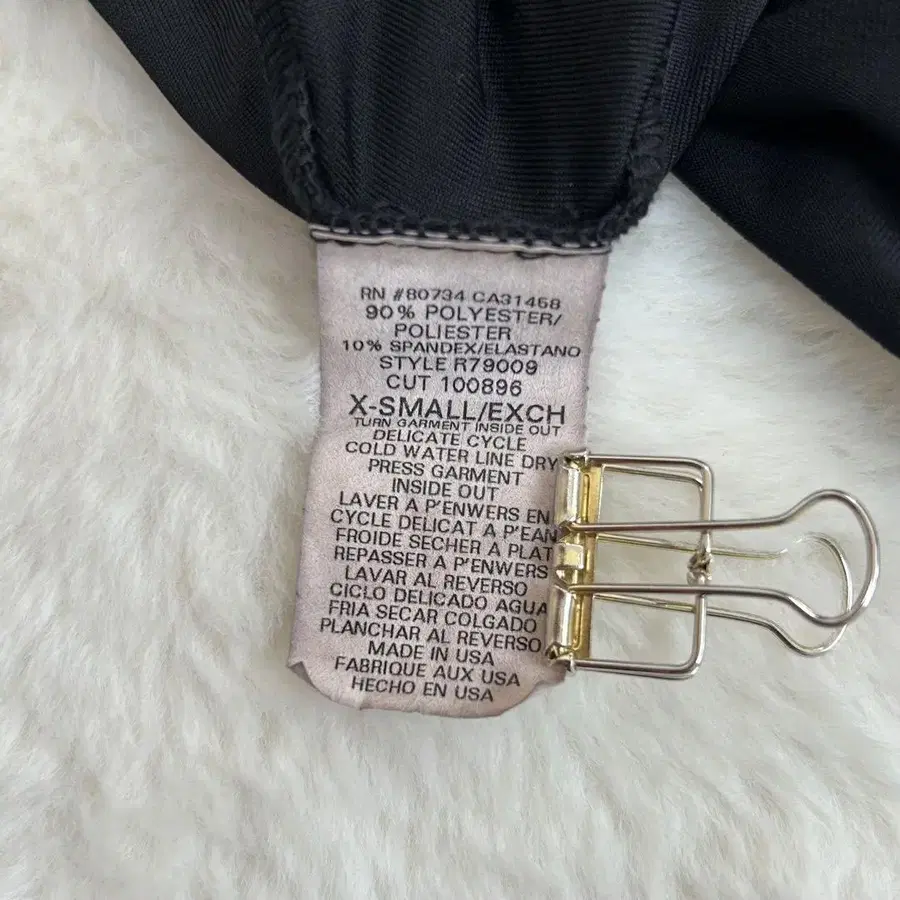 RN #80734 CA31468
90% POLYESTER/
POLIESTER
10% SPANDEX/ELASTANO
STYLE R79009
CUT 100896
X-SMALL/EXCH
TURN GARMENT INSIDE OUT
DELICATE CYCLE
COLD WATER LINE DRY
PRESS GARMENT
INSIDE OUT
LAVER A P'ENWERS EN
CYCLE DELICAT A P'EAN
FROIDE SECHER A PLAT
REPASSER A P'ENWERS
LAVAR AL REVERSO
CICLO DELICADO AGUA
FRIA SECAR COLGADO
PLANCHAR AL REVERSO
MADE IN USA
FABRIQUE AUX USA
HECHO EN USA